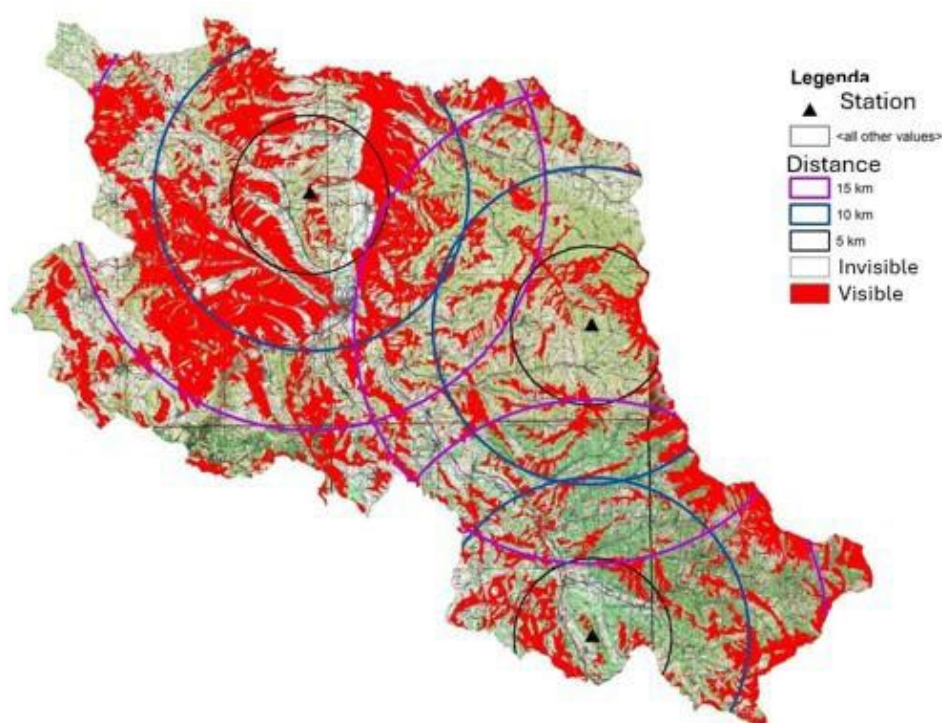 Legenda
Station
<all other values>
Distance
15 km
10 km
5 km
Invisible
Visible